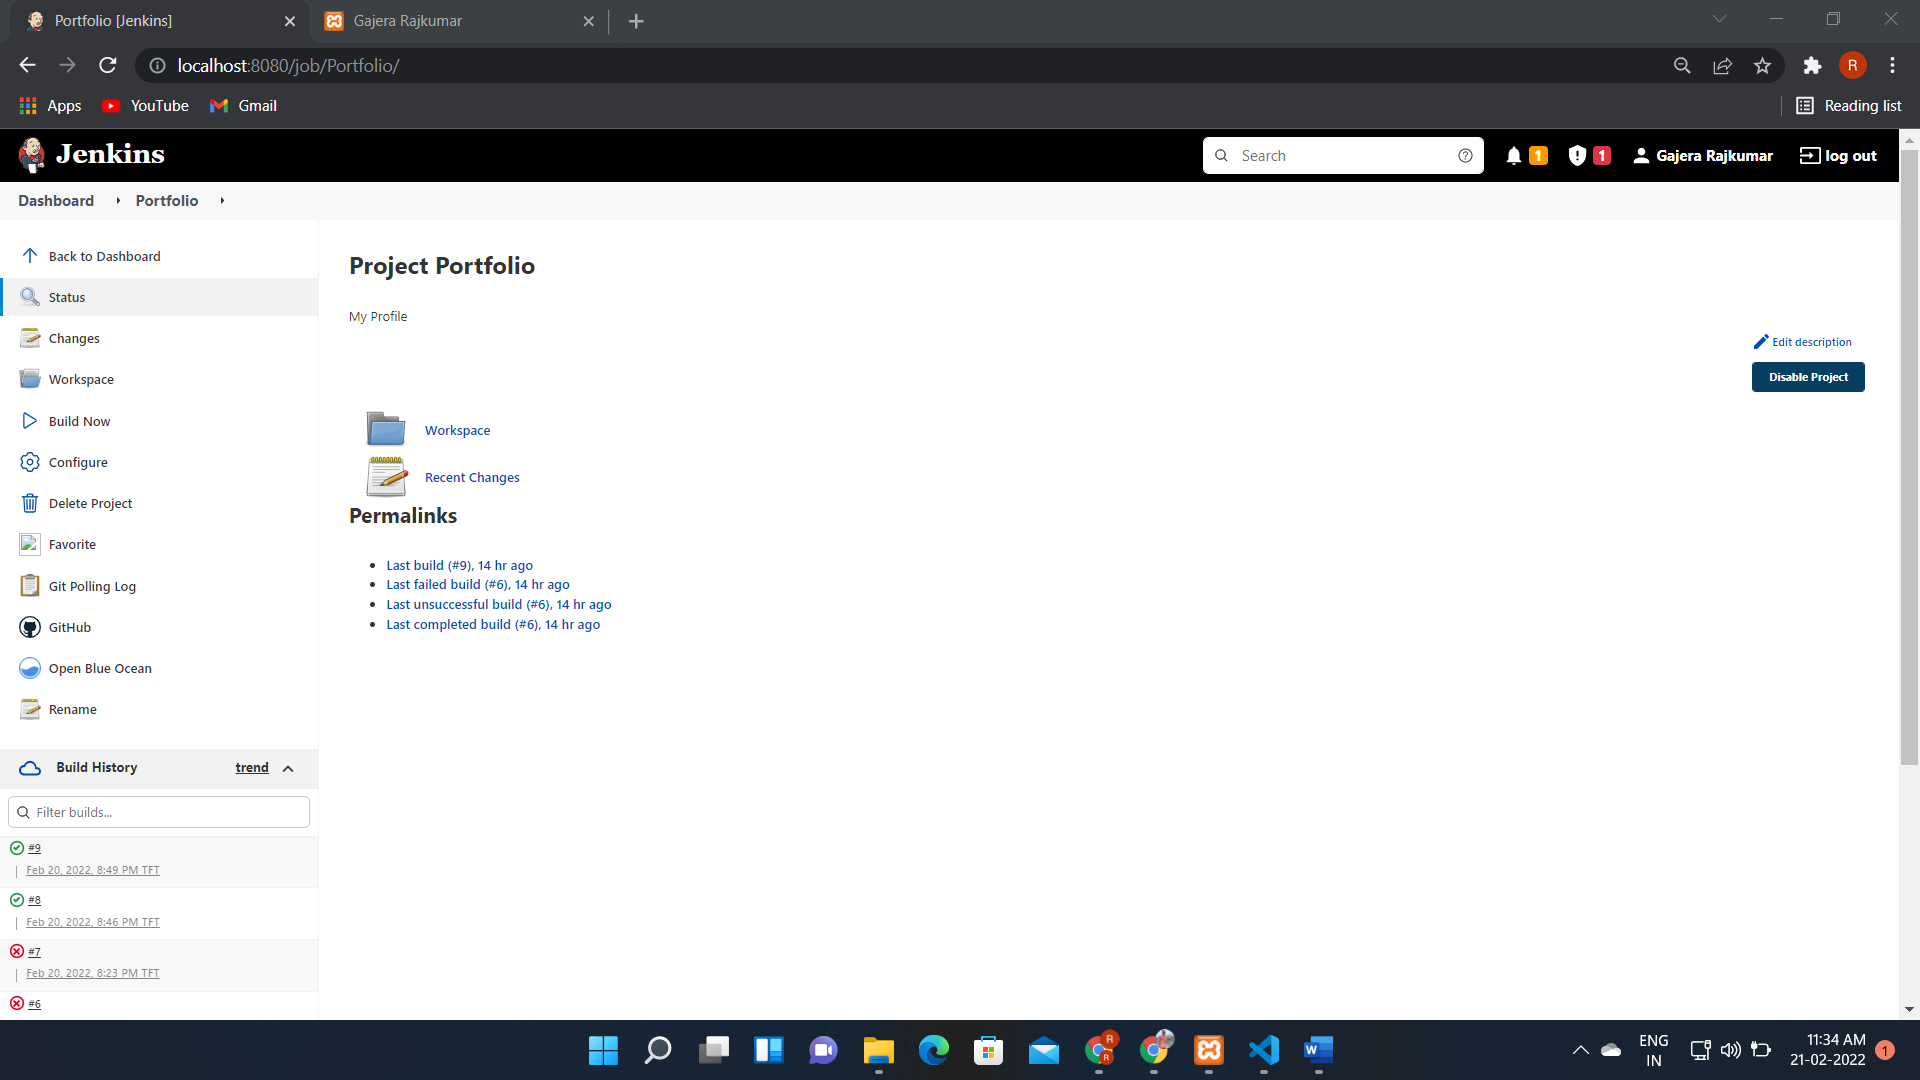 Portfolio [Jenkins]
Gajera Rajkumar
localhost:8080/job/Portfolio/
R
Apps
YouTube
Gmail
Reading list
Jenkins
Search
1
1
Gajera Rajkumar
log out
Dashboard
Portfolio
Back to Dashboard
Status
Changes
Workspace
Build Now
Configure
Delete Project
Favorite
Git Polling Log
GitHub
Open Blue Ocean
Rename
Build History
trend
Filter builds...
#9
Feb 20, 2022, 8:49 PM TFT
#8
Feb 20, 2022, 8:46 PM TFT
#7
Feb 20, 2022, 8:23 PM TFT
#6
Project Portfolio
My Profile
Edit description
Disable Project
Workspace
Recent Changes
Permalinks
Last build (#9), 14 hr ago
Last failed build (#6), 14 hr ago
Last unsuccessful build (#6), 14 hr ago
Last completed build (#6), 14 hr ago
R
R
W
ENG
IN
11:34 AM
21-02-2022
1